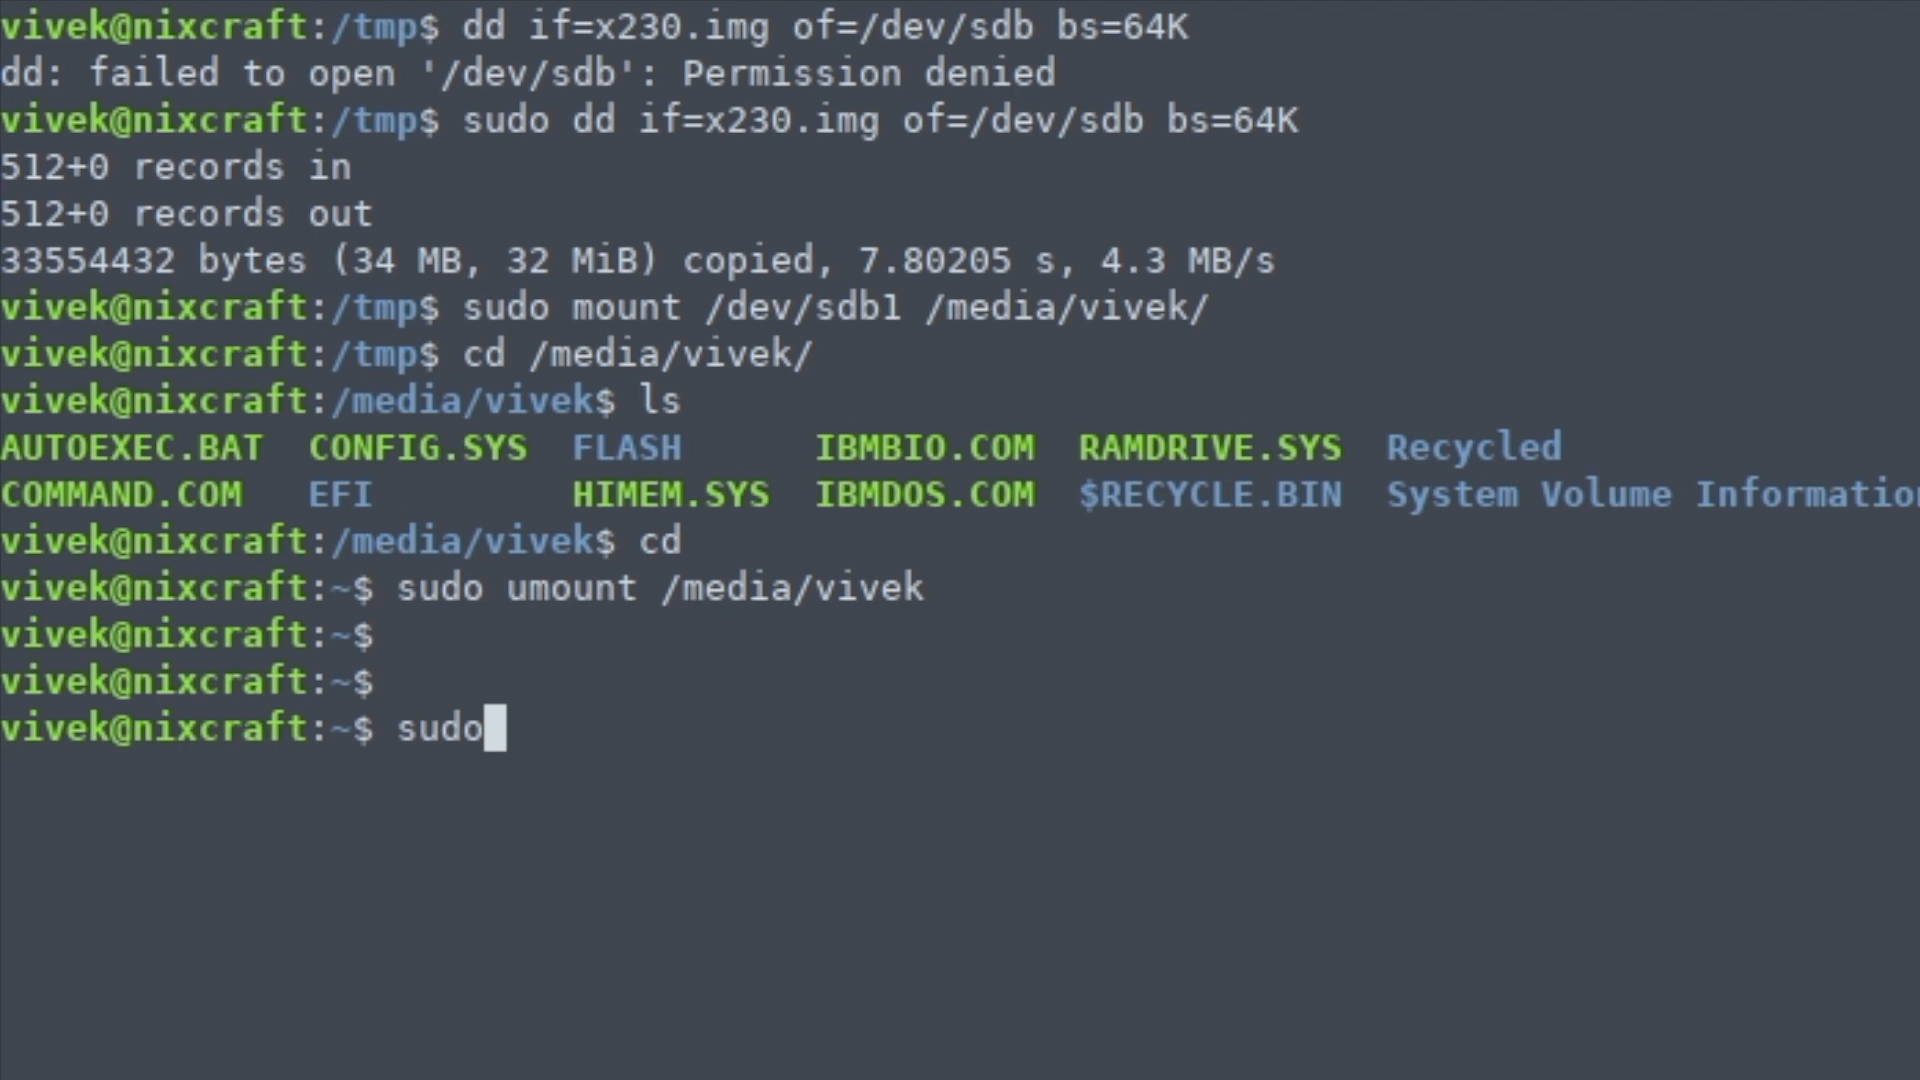 vivek@nixcraft:/tmp$ dd if=x230.img of=/dev/sdb bs=64K
dd: failed to open '/dev/sdb': Permission denied
vivek@nixcraft:/tmp$ sudo dd if=x230.img of=/dev/sdb bs=64K
512+0 records in
512+0 records out
33554432 bytes (34 MB, 32 MiB) copied, 7.80205 s, 4.3 MB/s
vivek@nixcraft:/tmp$ sudo mount /dev/sdb1 /media/vivek/
vivek@nixcraft:/tmp$ cd /media/vivek/
vivek@nixcraft:/media/vivek$ ls
AUTOEXEC.BAT  CONFIG.SYS  FLASH      IBMBIO.COM  RAMDRIVE.SYS  Recycled
COMMAND.COM   EFI         HIMEM.SYS  IBMDOS.COM  $RECYCLE.BIN  System Volume Information
vivek@nixcraft:/media/vivek$ cd
vivek@nixcraft:~$ sudo umount /media/vivek
vivek@nixcraft:~$
vivek@nixcraft:~$
vivek@nixcraft:~$ sudo